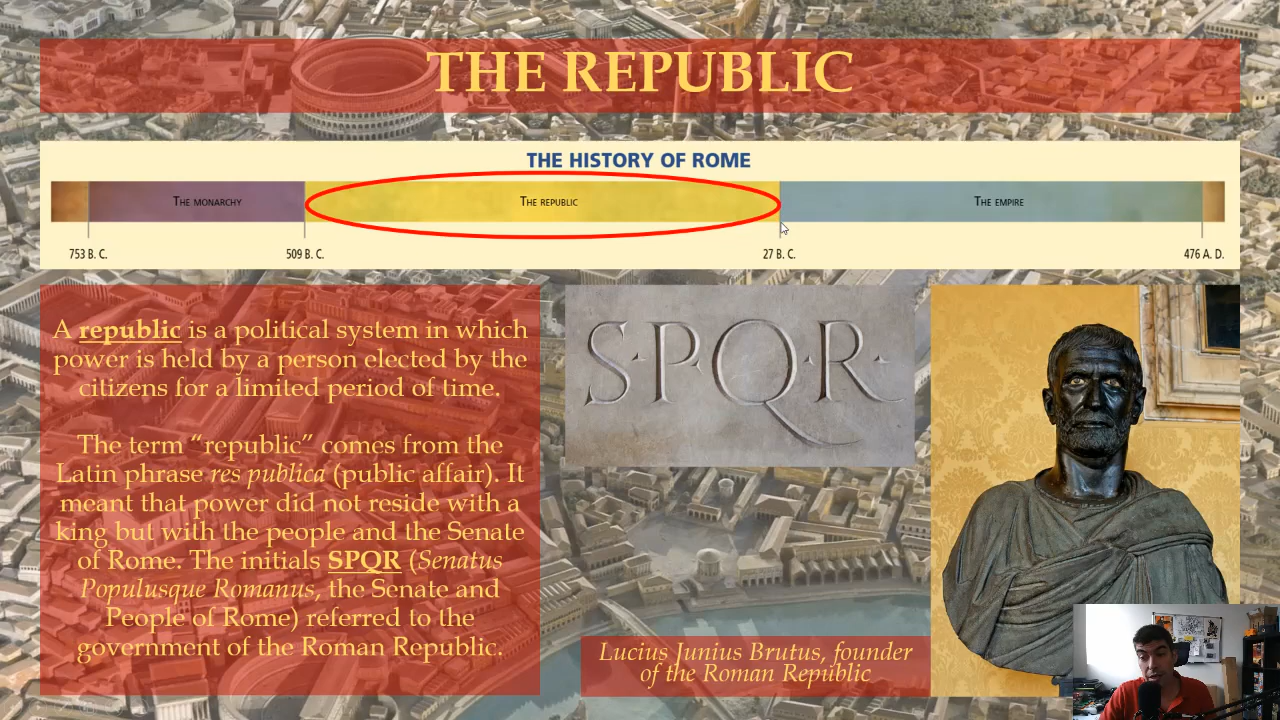 THE REPUBLIC
THE HISTORY OF ROME
THE MONARCHY
THE REPUBLIC
THE EMPIRE
753 B. C.
509 B. C.
27 B. C.
476 A. D.
A republic is a political system in which
power is held by a person elected by the
citizens for a limited period of time.
The term “republic” comes from the
Latin phrase res publica (public affair). It
meant that power did not reside with a
king but with the people and the Senate
of Rome. The initials SPQR (Senatus
Populusque Romanus, the Senate and
People of Rome) referred to the
government of the Roman Republic.
S·P·Q·R·
Lucius Junius Brutus, founder
of the Roman Republic